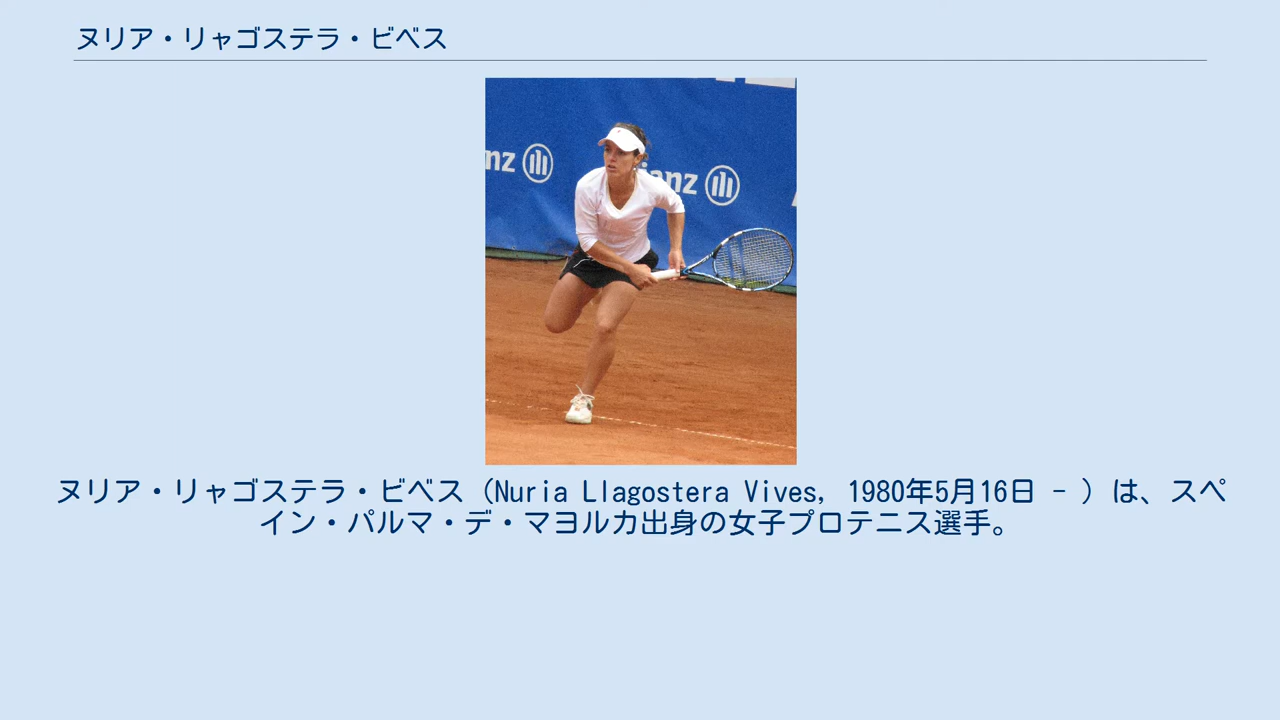 ヌリア・リャゴステラ・ビベス
nz
ianz
ヌリア・リャゴステラ・ビベス（Nuria Llagostera Vives, 1980年5月16日 - ）は、スペ
イン・パルマ・デ・マヨルカ出身の女子プロテニス選手。